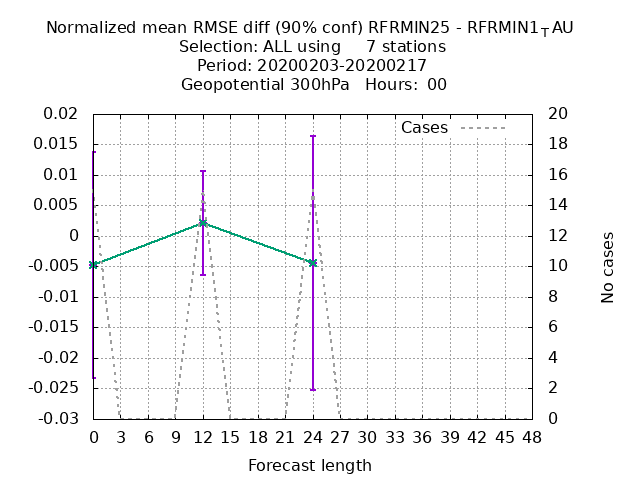 Normalized mean RMSE diff (90% conf) RFRMIN25 - RFRMIN1_TAU
Selection: ALL using     7 stations
Period: 20200203-20200217
Geopotential 300hPa   Hours:  00
0.02
0.015
0.01
0.005
0
-0.005
-0.01
-0.015
-0.02
-0.025
-0.03
Cases
20
18
16
14
12
10
8
6
4
2
0
No cases
0 3 6 9 12 15 18 21 24 27 30 33 36 39 42 45 48
Forecast length